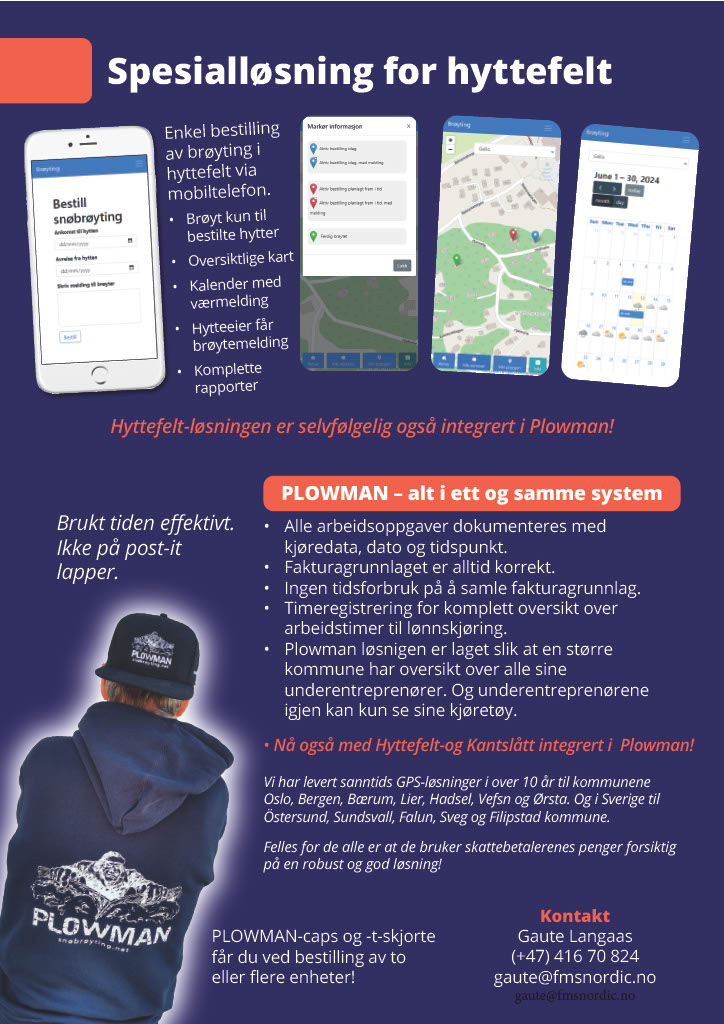 Spesialløsning for hyttefelt
Brøyting
Bestill
snøbrøyting
Ankomst til hytten
dd/mm/yyyy
Avreise fra hytten
dd/mm/yyyy
Skriv melding til brøyter
Bestill
Enkel bestilling
av brøyting i
hyttefelt via
mobiltelefon.
• Brøyt kun til
bestilte hytter
• Oversiktlige kart
• Kalender med
værmelding
• Hytteeier får
brøytemelding
• Komplette
rapporter
Markør informasjon
Aktiv bestilling idag.
Aktiv bestilling idag, med melding.
Aktiv bestilling planlagt frem i tid
Aktiv bestilling planlagt frem i tid, med
melding
Ferdig brøytet
Lukk
Brøyting
Geilo
Brøyting
Geilo
June 1 – 30, 2024
today
month day
Sun Mon Tue Wed Thu Fri Sat
Hyttefelt-løsningen er selvfølgelig også integrert i Plowman!
PLOWMAN – alt i ett og samme system
Brukt tiden effektivt.
Ikke på post-it
lapper.
• Alle arbeidsoppgaver dokumenteres med
kjøredata, dato og tidspunkt.
• Fakturagrunnlaget er alltid korrekt.
• Ingen tidsforbruk på å samle fakturagrunnlag.
• Timeregistrering for komplett oversikt over
arbeidstimer til lønnskjøring.
• Plowman løsnigen er laget slik at en større
kommune har oversikt over alle sine
underentreprenører. Og underentreprenørene
igjen kan kun se sine kjøretøy.
• Nå også med Hyttefelt-og Kantslått integrert i Plowman!
Vi har levert sanntids GPS-løsninger i over 10 år til kommunene
Oslo, Bergen, Bærum, Lier, Hadsel, Vefsn og Ørsta. Og i Sverige til
Östersund, Sundsvall, Falun, Sveg og Filipstad kommune.
Felles for de alle er at de bruker skattebetalerenes penger forsiktig
på en robust og god løsning!
PLOWMAN
snøbrøyting.net
PLOWMAN
snøbrøyting.net
PLOWMAN-caps og -t-skjorte
får du ved bestilling av to
eller flere enheter!
Kontakt
Gaute Langaas
(+47) 416 70 824
gaute@fmsnordic.no
gaute@fmsnordic.no